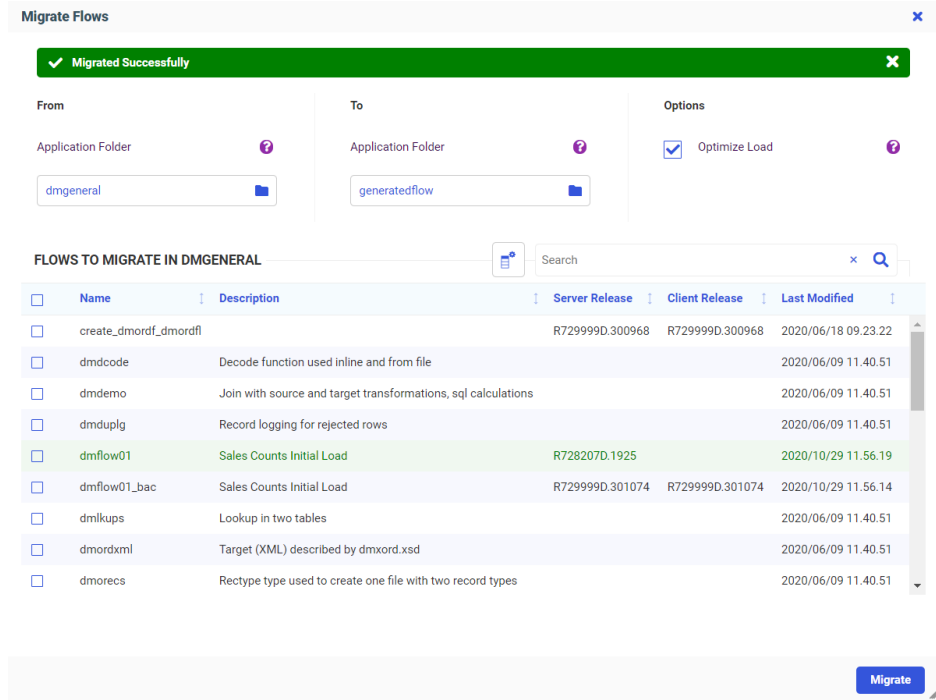 Migrate Flows
Migrated Successfully
From To Options
Application Folder ? Application Folder ? Optimize Load ?
dmgeneral generatedflow
FLOWS TO MIGRATE IN DMGENERAL Search
Name Description Server Release Client Release Last Modified
create_dmordf_dmordfl R729999D.300968 R729999D.300968 2020/06/18 09.23.22
dmdcode Decode function used inline and from file 2020/06/09 11.40.51
dmdemo Join with source and target transformations, sql calculations 2020/06/09 11.40.51
dmduplg Record logging for rejected rows 2020/06/09 11.40.51
dmflow01 Sales Counts Initial Load R728207D.1925 2020/10/29 11.56.19
dmflow01_bac Sales Counts Initial Load R729999D.301074 R729999D.301074 2020/10/29 11.56.14
dmlkups Lookup in two tables 2020/06/09 11.40.51
dmordxml Target (XML) described by dmxord.xsd 2020/06/09 11.40.51
dmorecs Rectype type used to create one file with two record types 2020/06/09 11.40.51
Migrate